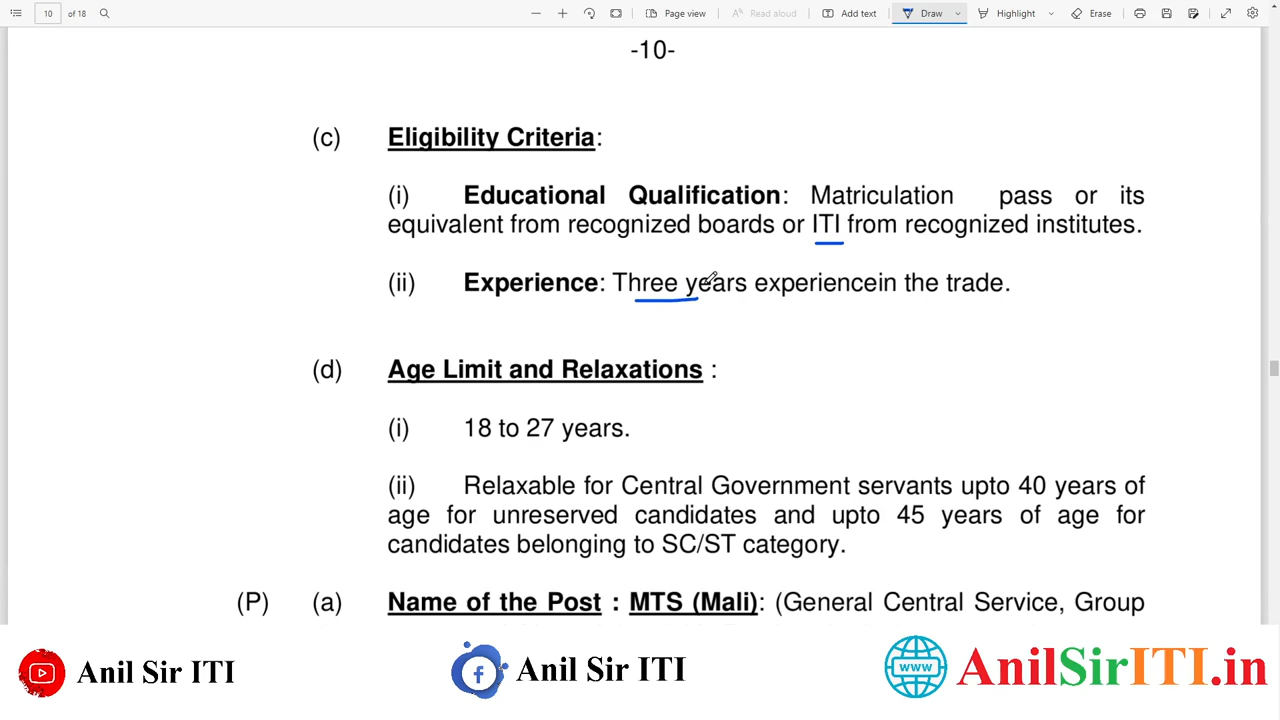 10 of 18 Page view Read aloud Add text Draw Highlight Erase
-10-
(c) Eligibility Criteria:
(i) Educational Qualification: Matriculation pass or its
equivalent from recognized boards or ITI from recognized institutes.
(ii) Experience: Three years experiencein the trade.
(d) Age Limit and Relaxations :
(i) 18 to 27 years.
(ii) Relaxable for Central Government servants upto 40 years of
age for unreserved candidates and upto 45 years of age for
candidates belonging to SC/ST category.
(P) (a) Name of the Post : MTS (Mali): (General Central Service, Group
Anil Sir ITI
Anil Sir ITI
www
AnilSirITI.in